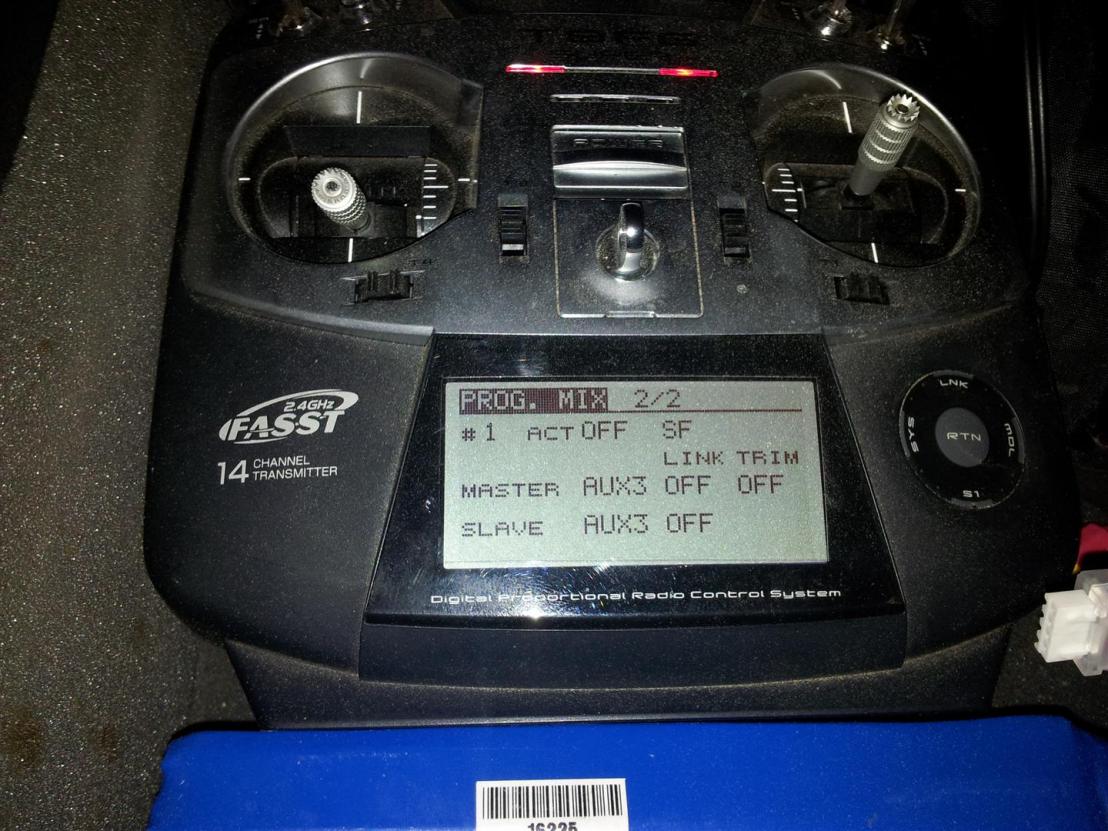 PROG. MIX 2/2
#1 ACT OFF SF
LINK TRIM
MASTER AUX3 OFF OFF
SLAVE AUX3 OFF
2.4GHz
FASST
14 CHANNEL
TRANSMITTER
LNK
SYS
RTN
MDL
S1
Digital Proportional Radio Control System
16225